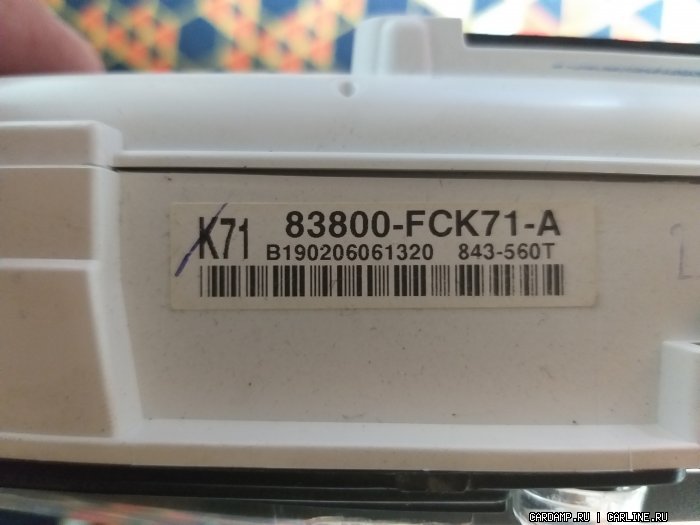 K71 83800-FCK71-A
B190206061320 843-560T
CARDAMP.RU | CARLINE.RU